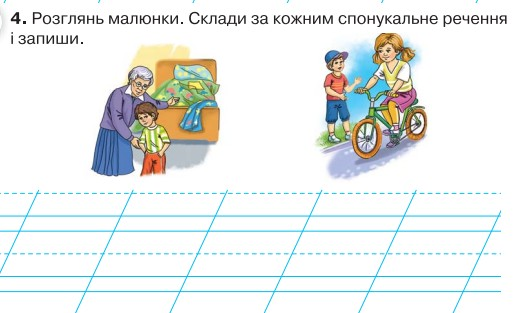 4. Розглянь малюнки. Склади за кожним спонукальне речення
і запиши.